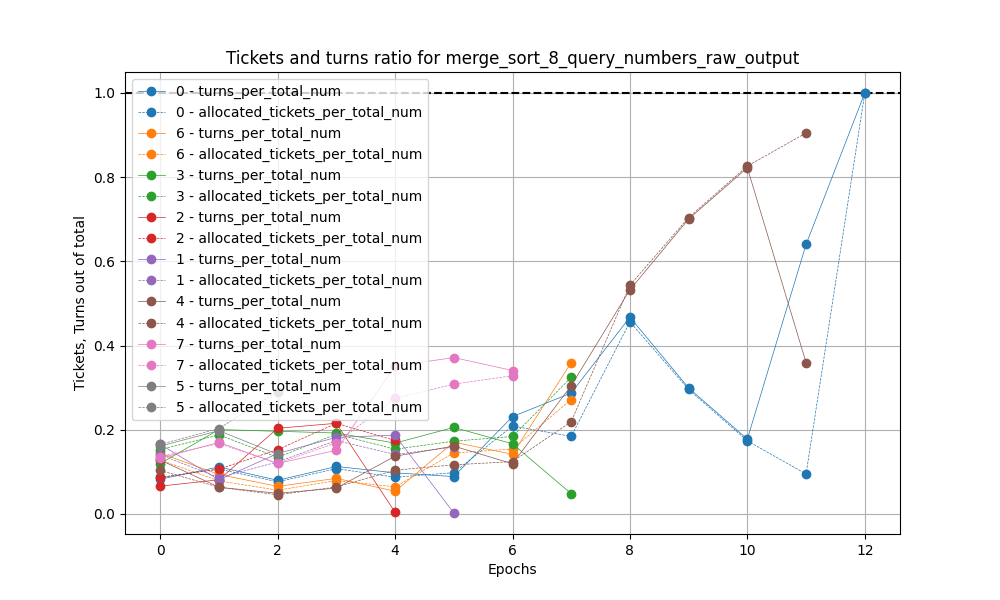 Tickets and turns ratio for merge_sort_8_query_numbers_raw_output
Tickets, Turns out of total
1.0
0.8
0.6
0.4
0.2
0.0
0 - turns_per_total_num
0 - allocated_tickets_per_total_num
6 - turns_per_total_num
6 - allocated_tickets_per_total_num
3 - turns_per_total_num
3 - allocated_tickets_per_total_num
2 - turns_per_total_num
2 - allocated_tickets_per_total_num
1 - turns_per_total_num
1 - allocated_tickets_per_total_num
4 - turns_per_total_num
4 - allocated_tickets_per_total_num
7 - turns_per_total_num
7 - allocated_tickets_per_total_num
5 - turns_per_total_num
5 - allocated_tickets_per_total_num
0 2 4 6 8 10 12
Epochs